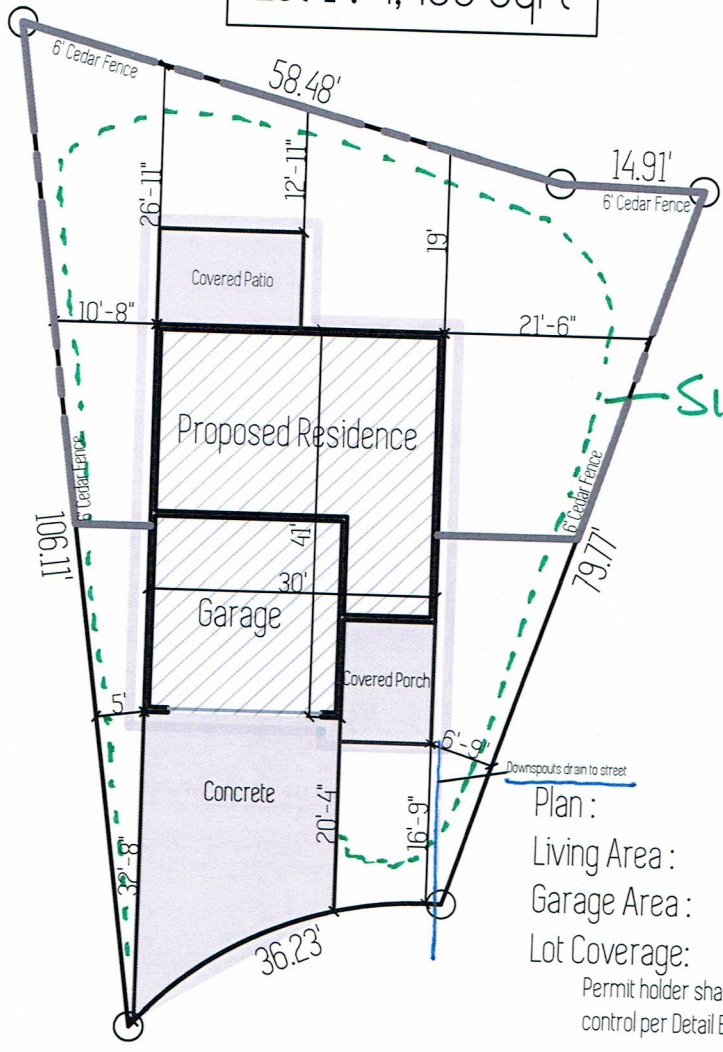 6' Cedar Fence
58.48'
14.91'
6' Cedar Fence
26'-11"
12'-11"
19'
Covered Patio
10'-8"
21'-6"
Proposed Residence
6' Cedar Fence
6' Cedar Fence
106.11'
41'
79.77'
30'
Garage
Covered Porch
5'
6'-9"
Downspouts drain to street
Concrete
20'-4"
16'-9"
32'-8"
36.23'
Plan :
Living Area :
Garage Area :
Lot Coverage:
Permit holder
control per Detail